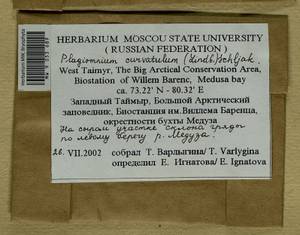 HERBARIUM MOSCOU STATE UNIVERSITY
( RUSSIAN FEDERATION )
Plagiomnium curvatulum (Lindb.) Schljak.
West Taimyr, The Big Arctical Conservation Area,
Biostation of Willem Barenc, Medusa bay
ca. 73.22' N - 80.32' E
Западный Таймыр, Большой Арктический
заповедник, Биостанция им. Виллема Баренца,
окрестности бухты Медуза
На сыром участке склона гряды
по левому берегу р. Медуза.
26. VII.2002 собрал Т. Варлыгина/ T. Varlygina
определил Е. Игнатова/ E. Ignatova